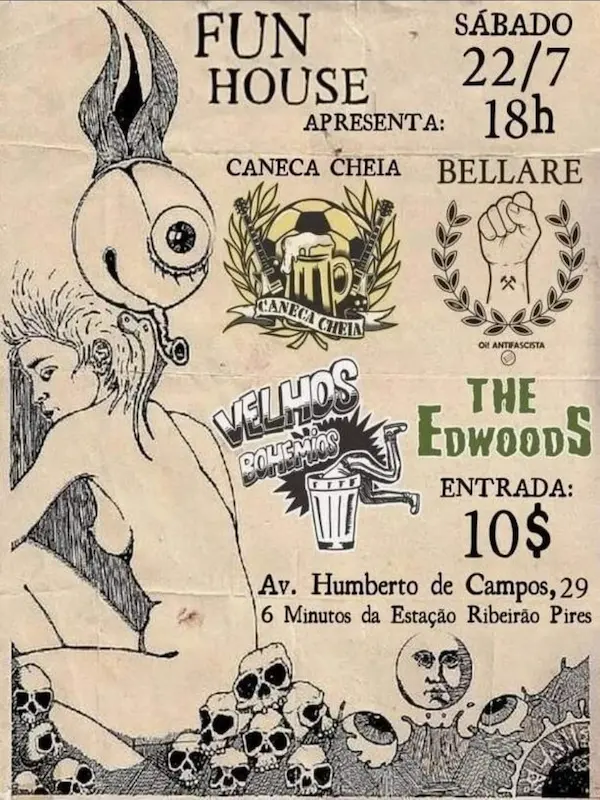 FUN
HOUSE
APRESENTA:
SÁBADO
22/7
18h
CANECA CHEIA
CANECA CHEIA
BELLARE
Oi! ANTIFASCISTA
VELHOS
BOHEMIOS
THE
EDWOODS
ENTRADA:
10$
Av. Humberto de Campos, 29
6 Minutos da Estação Ribeirão Pires